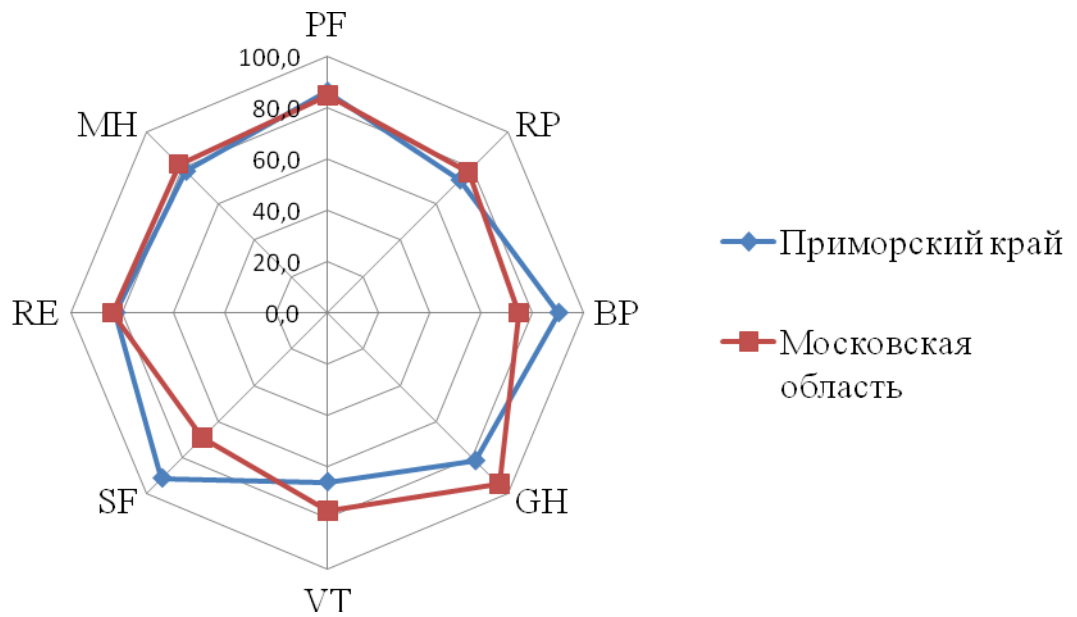 PF
100,0
MH
80,0
RP
60,0
40,0
20,0
RE
0,0
BP
SF
GH
VT
Приморский край
Московская
область